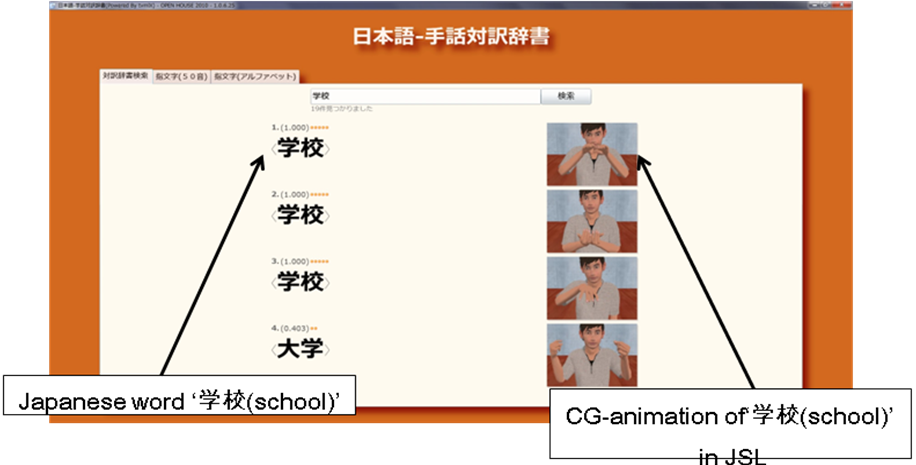 日本語-手話対訳辞書[Powered By SimIX] - OPEN HOUSE 2010 - 1.0.6.25
日本語-手話対訳辞書
対訳辞書検索 指文字(５０音) 指文字(アルファベット)
学校 検索
19件見つかりました
1.(1.000)*****
〈学校〉
2.(1.000)*****
〈学校〉
3.(1.000)*****
〈学校〉
4.(0.403)**
〈大学〉
Japanese word ‘学校(school)’
CG-animation of‘学校(school)’
in JSL